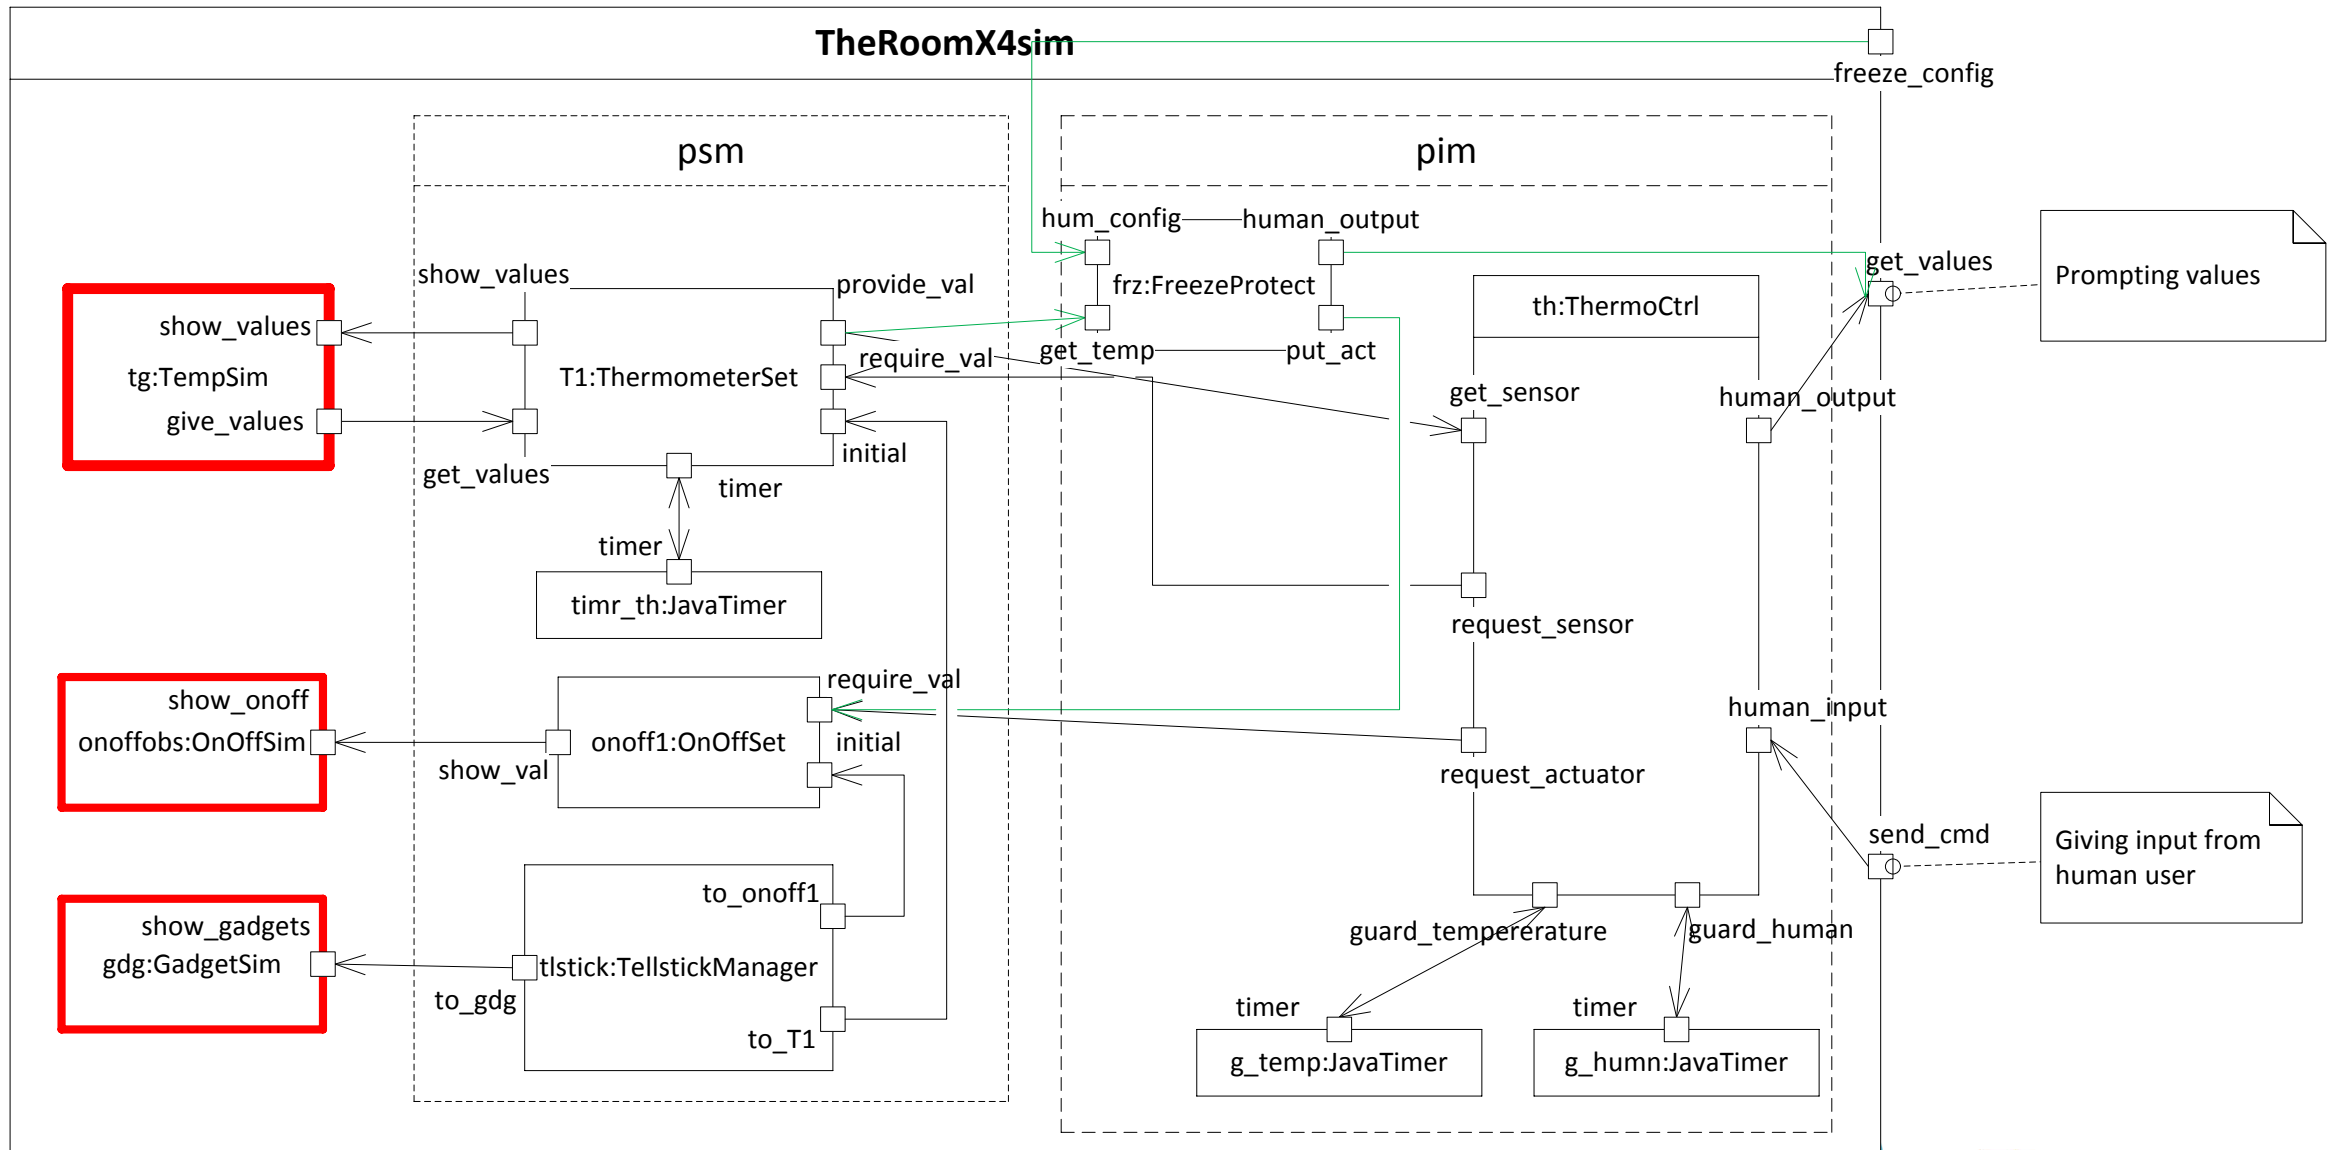 TheRoomX4sim
freeze_config
psm
pim
hum_config
human_output
show_values
provide_val
frz:FreezeProtect
get_values
Prompting values
show_values
th:ThermoCtrl
tg:TempSim
T1:ThermometerSet
require_val
get_temp
put_act
give_values
get_sensor
human_output
get_values
initial
timer
timer
timr_th:JavaTimer
request_sensor
show_onoff
require_val
human_input
onoffobs:OnOffSim
onoff1:OnOffSet
initial
show_val
request_actuator
send_cmd
Giving input from
human user
to_onoff1
show_gadgets
guard_tempererature
guard_human
gdg:GadgetSim
tlstick:TellstickManager
to_gdg
timer
timer
to_T1
g_temp:JavaTimer
g_humn:JavaTimer